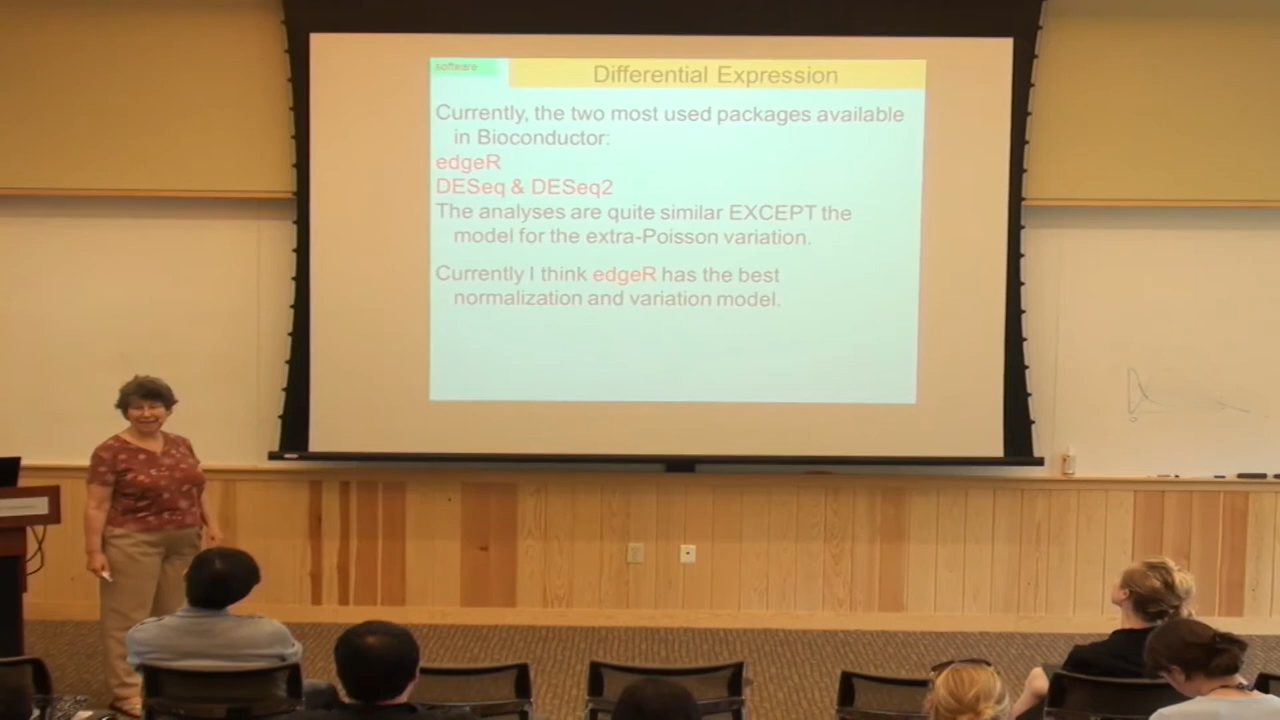 software
Differential Expression
Currently, the two most used packages available
in Bioconductor:
edgeR
DESeq & DESeq2
The analyses are quite similar EXCEPT the
model for the extra-Poisson variation.
Currently I think edgeR has the best
normalization and variation model.